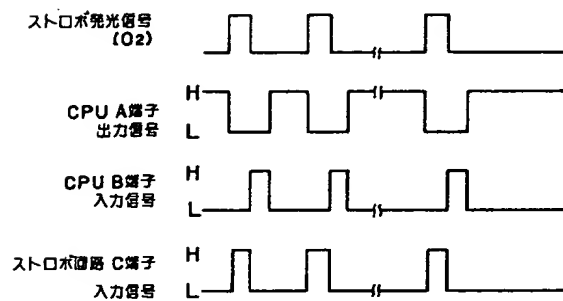 ストロボ発光信号
(O2)
H
CPU A端子
出力信号
L
H
CPU B端子
入力信号
L
ストロボ回路 C端子
H
入力信号
L